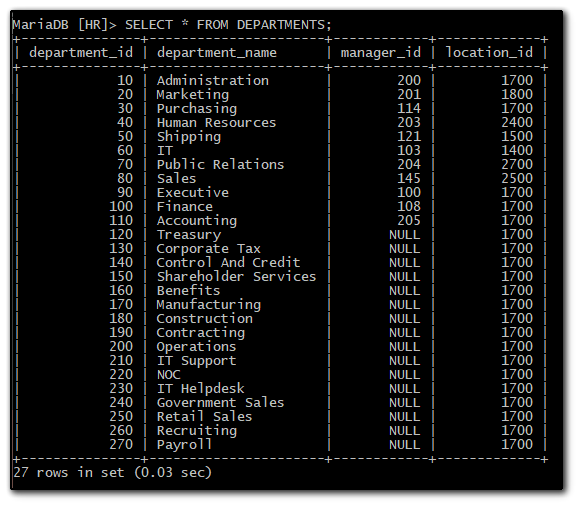 MariaDB [HR]> SELECT * FROM DEPARTMENTS;
+---------------+----------------------+------------+-------------+
| department_id | department_name      | manager_id | location_id |
+---------------+----------------------+------------+-------------+
|            10 | Administration       |        200 |        1700 |
|            20 | Marketing            |        201 |        1800 |
|            30 | Purchasing           |        114 |        1700 |
|            40 | Human Resources      |        203 |        2400 |
|            50 | Shipping             |        121 |        1500 |
|            60 | IT                   |        103 |        1400 |
|            70 | Public Relations     |        204 |        2700 |
|            80 | Sales                |        145 |        2500 |
|            90 | Executive            |        100 |        1700 |
|           100 | Finance              |        108 |        1700 |
|           110 | Accounting           |        205 |        1700 |
|           120 | Treasury             |       NULL |        1700 |
|           130 | Corporate Tax        |       NULL |        1700 |
|           140 | Control And Credit   |       NULL |        1700 |
|           150 | Shareholder Services |       NULL |        1700 |
|           160 | Benefits             |       NULL |        1700 |
|           170 | Manufacturing        |       NULL |        1700 |
|           180 | Construction         |       NULL |        1700 |
|           190 | Contracting          |       NULL |        1700 |
|           200 | Operations           |       NULL |        1700 |
|           210 | IT Support           |       NULL |        1700 |
|           220 | NOC                  |       NULL |        1700 |
|           230 | IT Helpdesk          |       NULL |        1700 |
|           240 | Government Sales     |       NULL |        1700 |
|           250 | Retail Sales         |       NULL |        1700 |
|           260 | Recruiting           |       NULL |        1700 |
|           270 | Payroll              |       NULL |        1700 |
+---------------+----------------------+------------+-------------+
27 rows in set (0.03 sec)